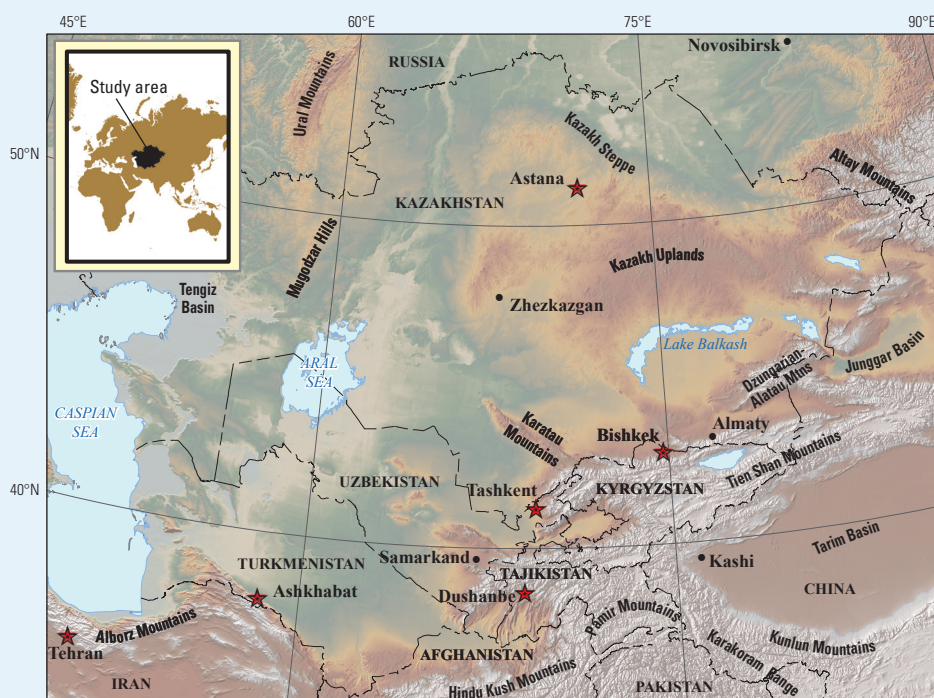 45°E
60°E
75°E
90°E
Novosibirsk
RUSSIA
Study area
Ural Mountains
50°N
Kazakh Steppe
Altay Mountains
Astana
KAZAKHSTAN
Mugodzar Hills
Kazakh Uplands
Tengiz
Basin
Zhezkazgan
Lake Balkash
Junggar Basin
ARAL
SEA
Dzungarian-
Alatau Mtns
CASPIAN
SEA
Karatau
Mountains
Almaty
Bishkek
Tien Shan Mountains
40°N
UZBEKISTAN
Tashkent
KYRGYZSTAN
Tarim Basin
Samarkand
Kashi
TURKMENISTAN
TAJIKISTAN
CHINA
Ashkhabat
Dushanbe
Pamir Mountains
Alborz Mountains
Kunlun Mountains
Tehran
AFGHANISTAN
Karakoram Range
IRAN
Hindu Kush Mountains
PAKISTAN